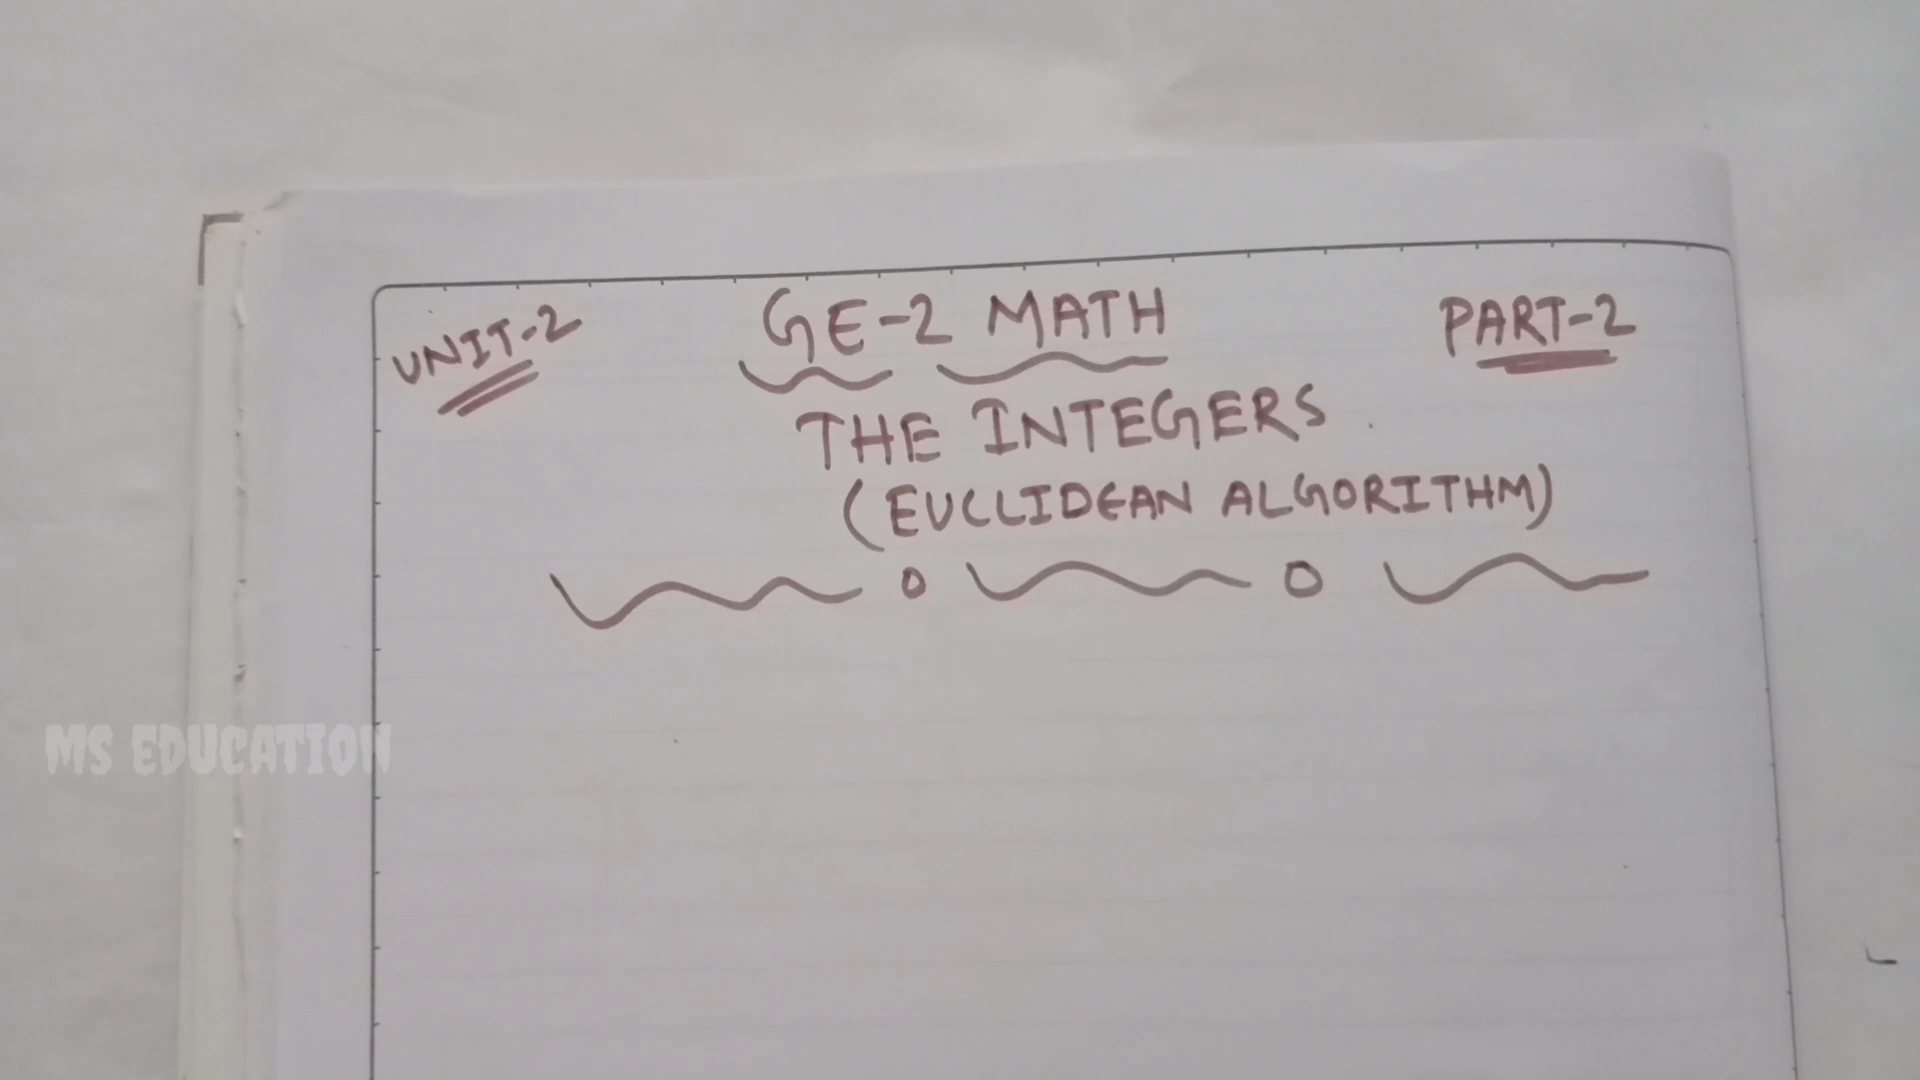 UNIT-2
GE-2 MATH
PART-2
THE INTEGERS
(EUCLIDEAN ALGORITHM)
MS EDUCATION